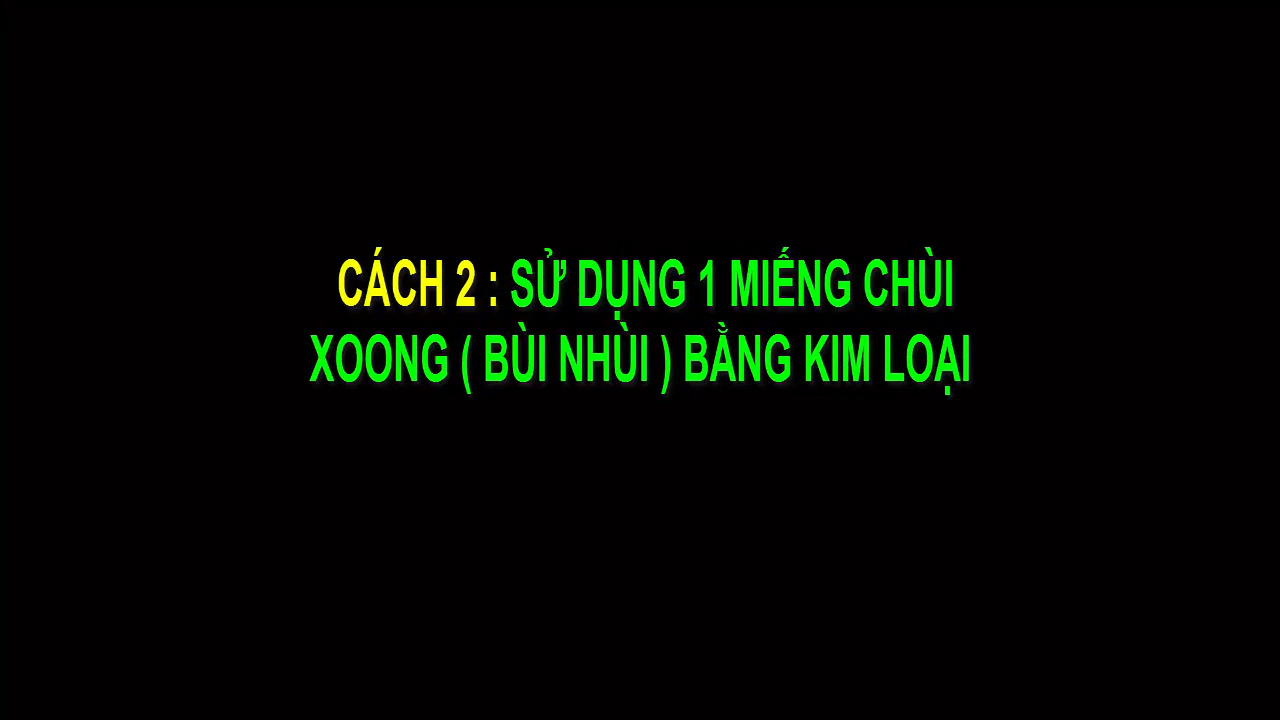 CÁCH 2 : SỬ DỤNG 1 MIẾNG CHÙI
XOONG ( BÙI NHÙI ) BẰNG KIM LOẠI